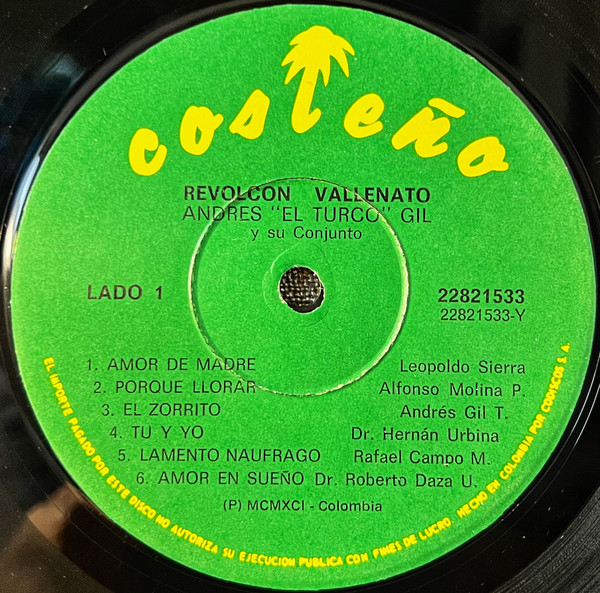 costeño
REVOLCON VALLENATO
ANDRES "EL TURCO" GIL
y su Conjunto
LADO 1
22821533
22821533-Y
1. AMOR DE MADRE Leopoldo Sierra
2. PORQUE LLORAR Alfonso Molina P.
3. EL ZORRITO Andrés Gil T.
4. TU Y YO Dr. Hernán Urbina
5. LAMENTO NAUFRAGO Rafael Campo M.
6. AMOR EN SUEÑO Dr. Roberto Daza U.
(P) MCMXCI - Colombia
EL IMPORTE PAGADO POR ESTE DISCO NO AUTORIZA SU EJECUCION PUBLICA CON FINES DE LUCRO. HECHO EN COLOMBIA POR CODISCOS S.A.